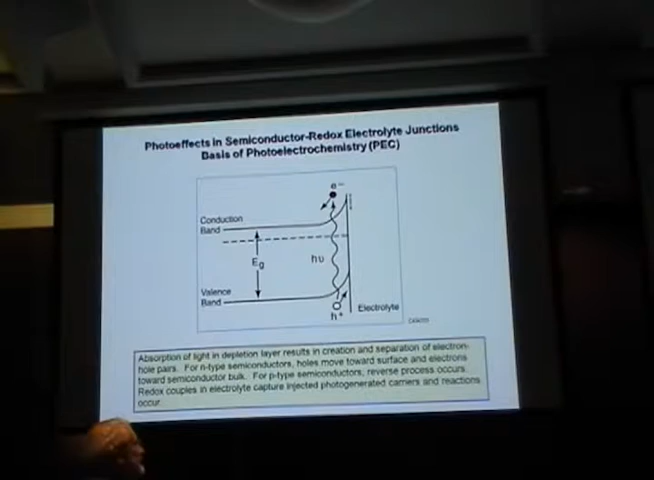 Photoeffects in Semiconductor-Redox Electrolyte Junctions
Basis of Photoelectrochemistry (PEC)
e-
Conduction
Band
Eg
hυ
Valence
Band
h+
Electrolyte
Absorption of light in depletion layer results in creation and separation of electron-
hole pairs. For n-type semiconductors, holes move toward surface and electrons
toward semiconductor bulk. For p-type semiconductors, reverse process occurs.
Redox couples in electrolyte capture injected photogenerated carriers and reactions
occur.